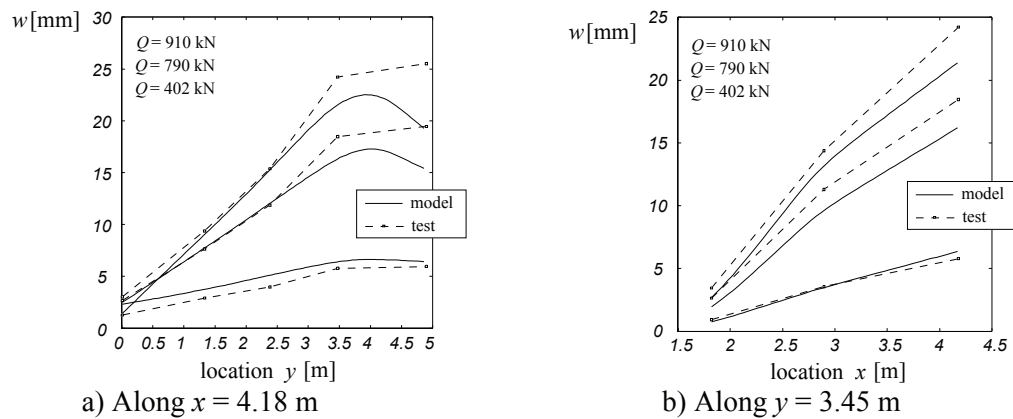 w [mm]
30
25
20
15
10
5
0
Q = 910 kN
Q = 790 kN
Q = 402 kN
model
test
0 0.5 1 1.5 2 2.5 3 3.5 4 4.5 5
location y [m]
a) Along x = 4.18 m
w [mm]
25
20
15
10
5
0
Q = 910 kN
Q = 790 kN
Q = 402 kN
model
test
1.5 2 2.5 3 3.5 4 4.5
location x [m]
b) Along y = 3.45 m